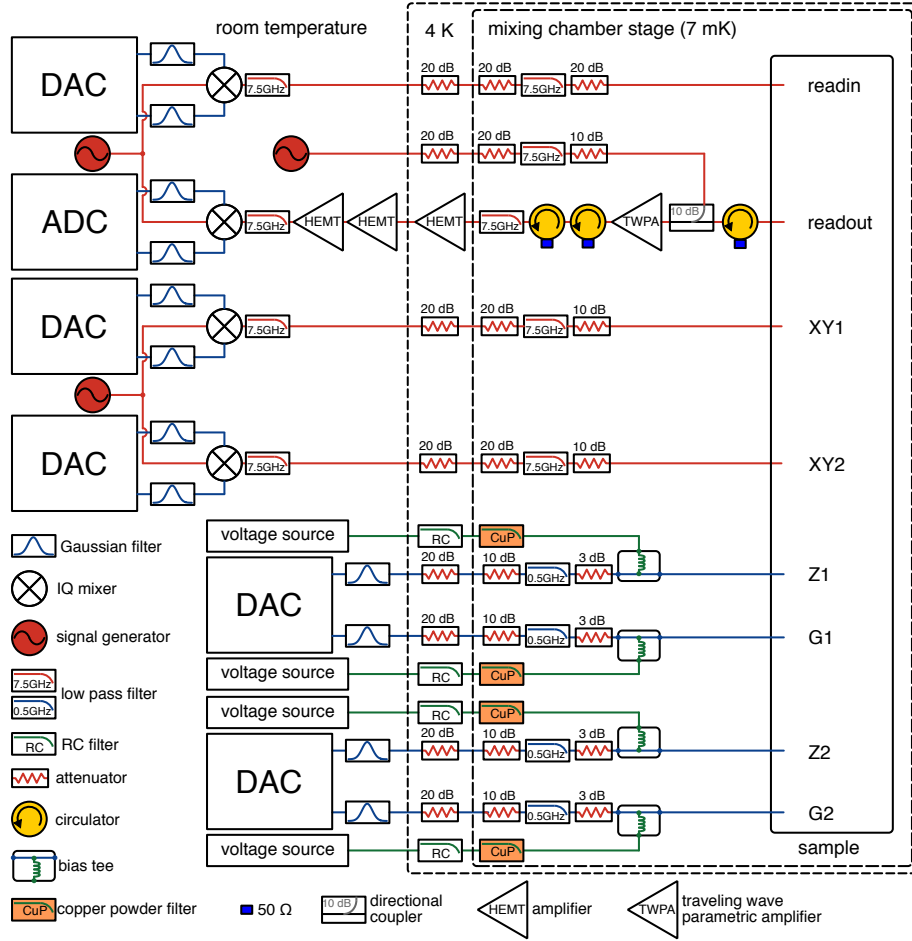 room temperature
4 K
mixing chamber stage (7 mK)
DAC
7.5GHz
20 dB
20 dB
7.5GHz
20 dB
readin
20 dB
20 dB
7.5GHz
10 dB
ADC
7.5GHz
HEMT
HEMT
HEMT
7.5GHz
TWPA
10 dB
readout
DAC
7.5GHz
20 dB
20 dB
7.5GHz
10 dB
XY1
DAC
7.5GHz
20 dB
20 dB
7.5GHz
10 dB
XY2
voltage source
RC
CuP
DAC
20 dB
10 dB
0.5GHz
3 dB
Z1
20 dB
10 dB
0.5GHz
3 dB
G1
voltage source
RC
CuP
voltage source
RC
CuP
DAC
20 dB
10 dB
0.5GHz
3 dB
Z2
20 dB
10 dB
0.5GHz
3 dB
G2
voltage source
RC
CuP
sample
Gaussian filter
IQ mixer
signal generator
7.5GHz
0.5GHz
low pass filter
RC
RC filter
attenuator
circulator
bias tee
CuP
copper powder filter
50 Ω
10 dB
directional
coupler
HEMT
amplifier
TWPA
traveling wave
parametric amplifier